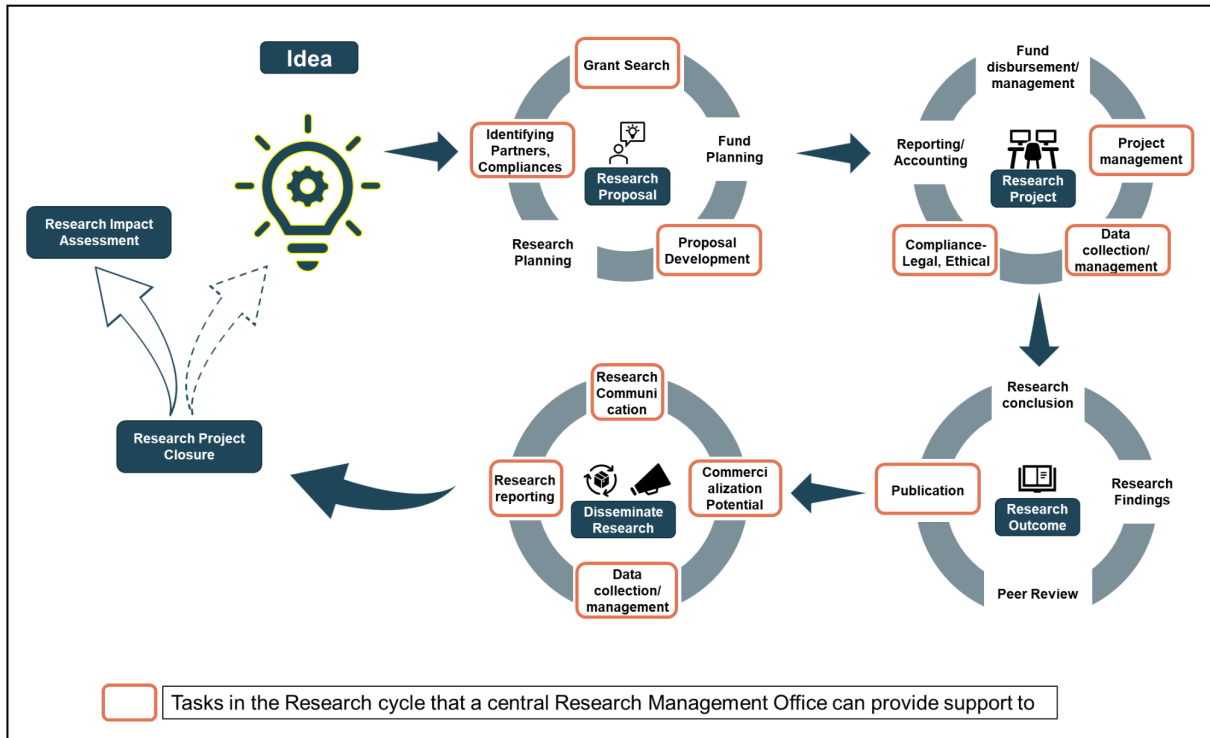 Idea
Grant Search
Identifying
Partners,
Compliances
Research
Proposal
Fund
Planning
Research
Planning
Proposal
Development
Fund
disbursement/
management
Reporting/
Accounting
Research
Project
Project
management
Compliance-
Legal, Ethical
Data
collection/
management
Research Impact
Assessment
Research Project
Closure
Research
Communi
cation
Research
reporting
Disseminate
Research
Commerci
alization
Potential
Data
collection/
management
Research
conclusion
Publication
Research
Outcome
Research
Findings
Peer Review
Tasks in the Research cycle that a central Research Management Office can provide support to